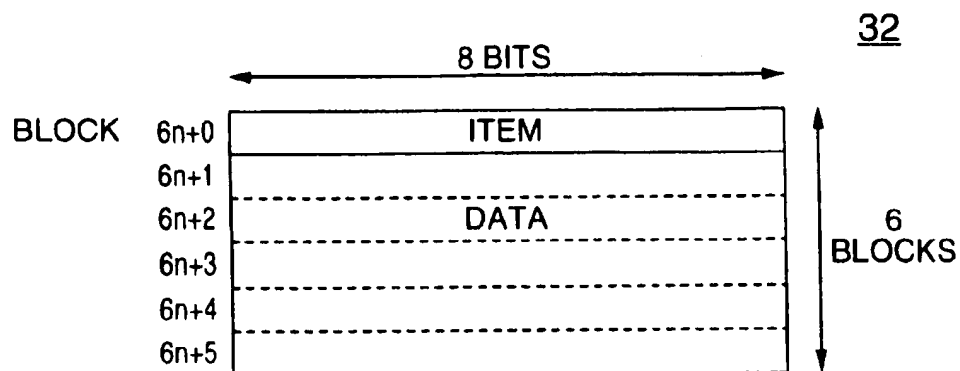 32
8 BITS
BLOCK 6n+0 ITEM
6n+1
6n+2 DATA
6n+3
6n+4
6n+5
6
BLOCKS